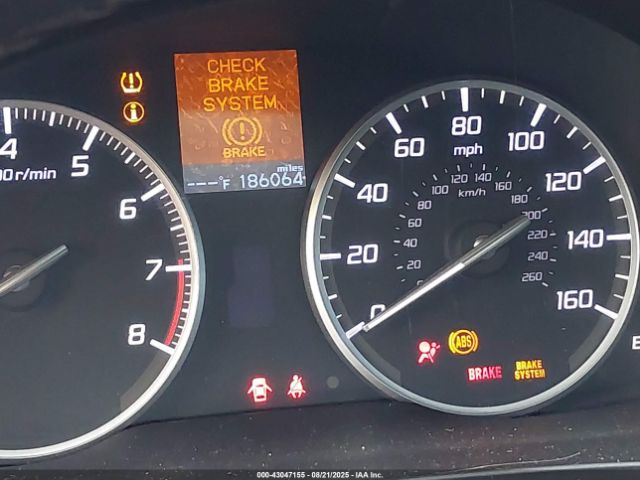 CHECK
BRAKE
SYSTEM
BRAKE
miles
---°F 186064
4
5
00 r/min
6
7
8
0
20
40
60
80
100
120
140
160
mph
km/h
0
20
40
60
80
100
120
140
160
180
200
220
240
260
ABS
BRAKE
BRAKE
SYSTEM
000-43047155 - 08/21/2025 - IAA Inc.